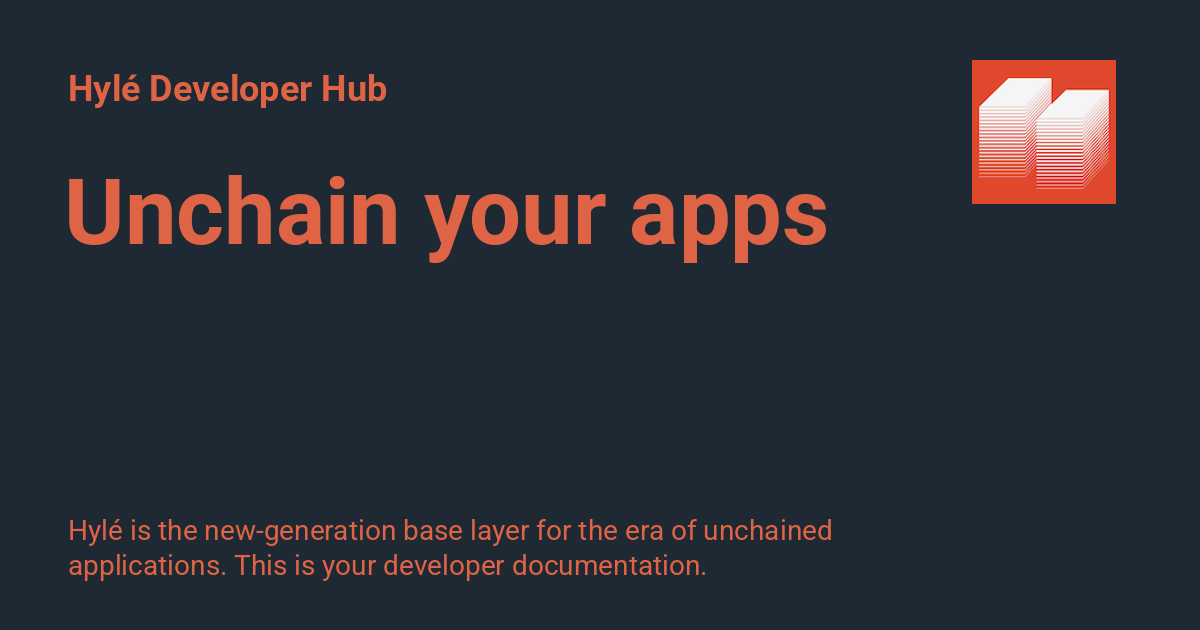 Hylé Developer Hub
Unchain your apps
Hylé is the new-generation base layer for the era of unchained
applications. This is your developer documentation.